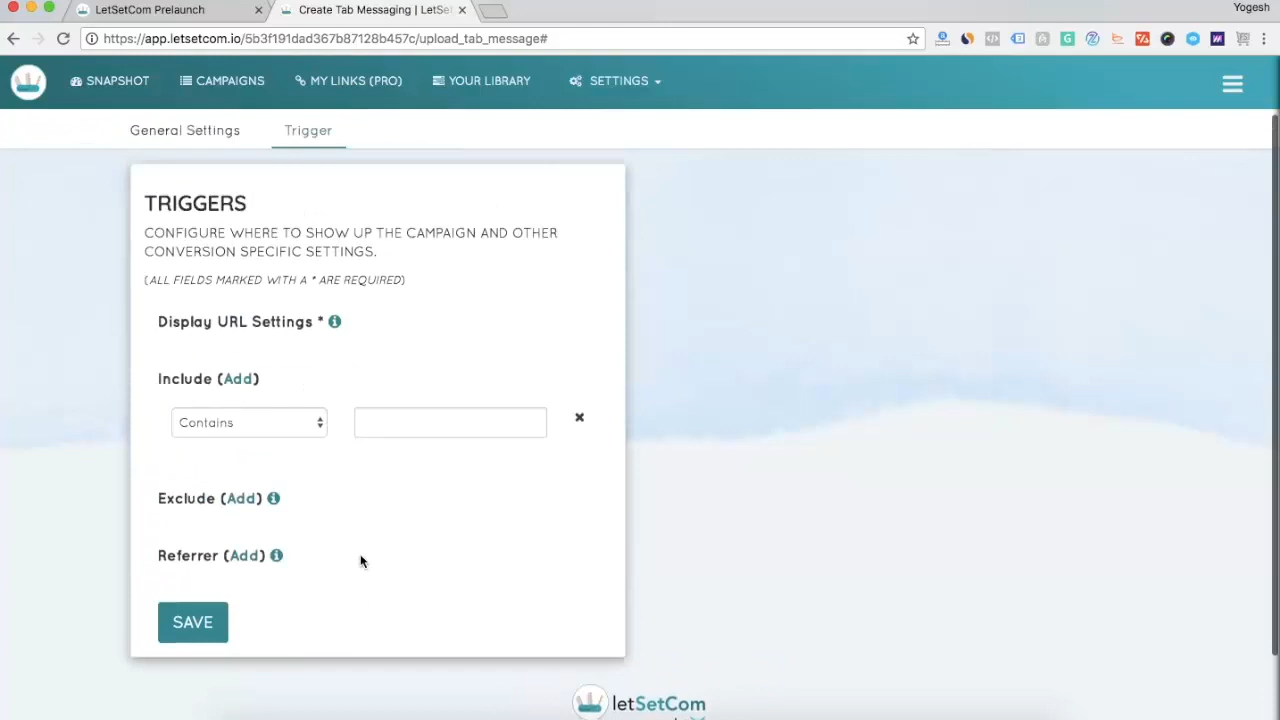 LetSetCom Prelaunch
Create Tab Messaging | LetSe
Yogesh
https://app.letsetcom.io/5b3f191dad367b87128b457c/upload_tab_message#
SNAPSHOT
CAMPAIGNS
MY LINKS (PRO)
YOUR LIBRARY
SETTINGS
General Settings
Trigger
TRIGGERS
CONFIGURE WHERE TO SHOW UP THE CAMPAIGN AND OTHER
CONVERSION SPECIFIC SETTINGS.
(ALL FIELDS MARKED WITH A * ARE REQUIRED)
Display URL Settings *
Include (Add)
Contains
Exclude (Add)
Referrer (Add)
SAVE
letSetCom